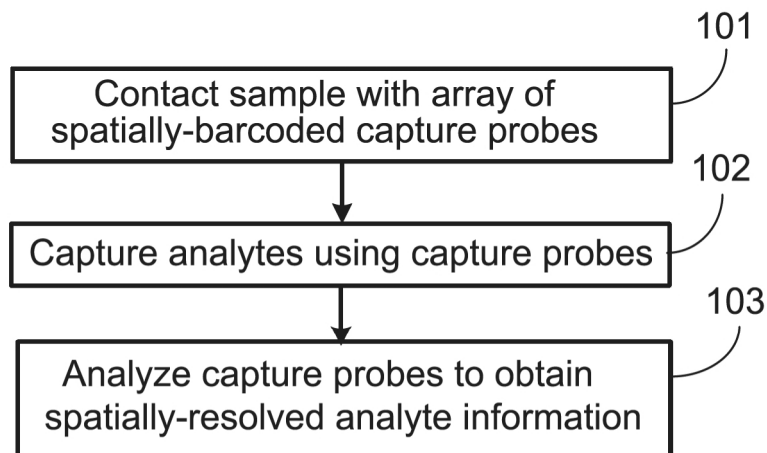 101
Contact sample with array of
spatially-barcoded capture probes
102
Capture analytes using capture probes
103
Analyze capture probes to obtain
spatially-resolved analyte information